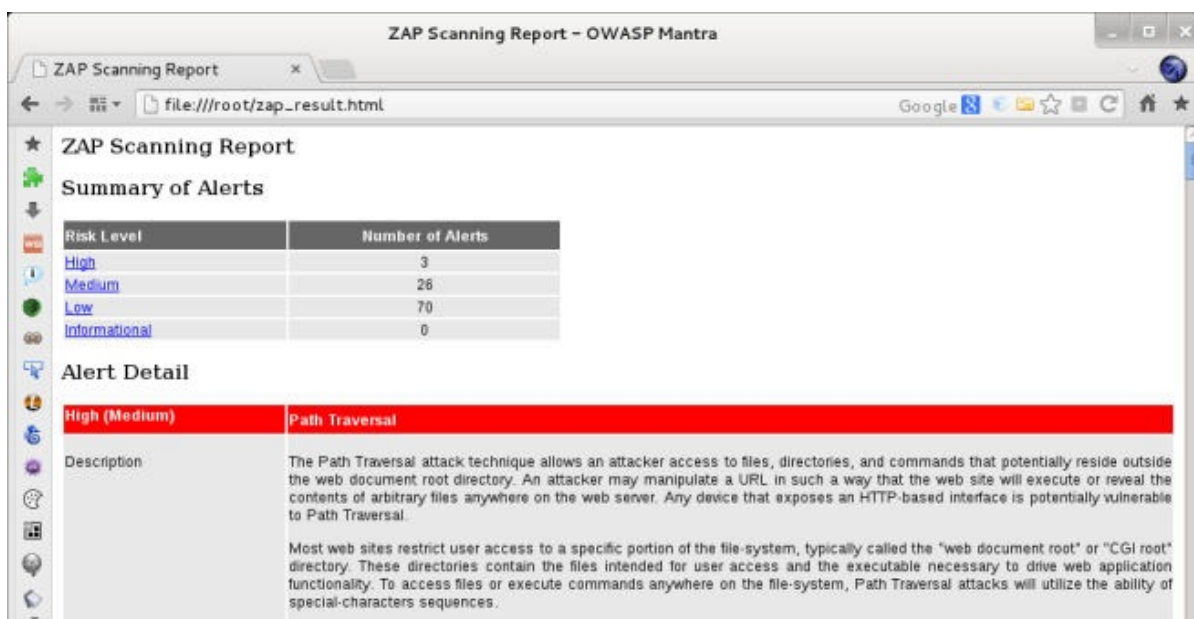 ZAP Scanning Report - OWASP Mantra
ZAP Scanning Report
file:///root/zap_result.html
Google
ZAP Scanning Report
Summary of Alerts
Risk Level Number of Alerts
High 3
Medium 26
Low 70
Informational 0
Alert Detail
High (Medium) Path Traversal
Description
The Path Traversal attack technique allows an attacker access to files, directories, and commands that potentially reside outside
the web document root directory. An attacker may manipulate a URL in such a way that the web site will execute or reveal the
contents of arbitrary files anywhere on the web server. Any device that exposes an HTTP-based interface is potentially vulnerable
to Path Traversal.
Most web sites restrict user access to a specific portion of the file-system, typically called the "web document root" or "CGI root"
directory. These directories contain the files intended for user access and the executable necessary to drive web application
functionality. To access files or execute commands anywhere on the file-system, Path Traversal attacks will utilize the ability of
special-characters sequences.